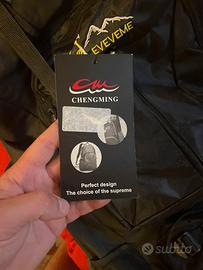 EVEVEME
CHENGMING
Perfect design
The choice of the supreme
subito